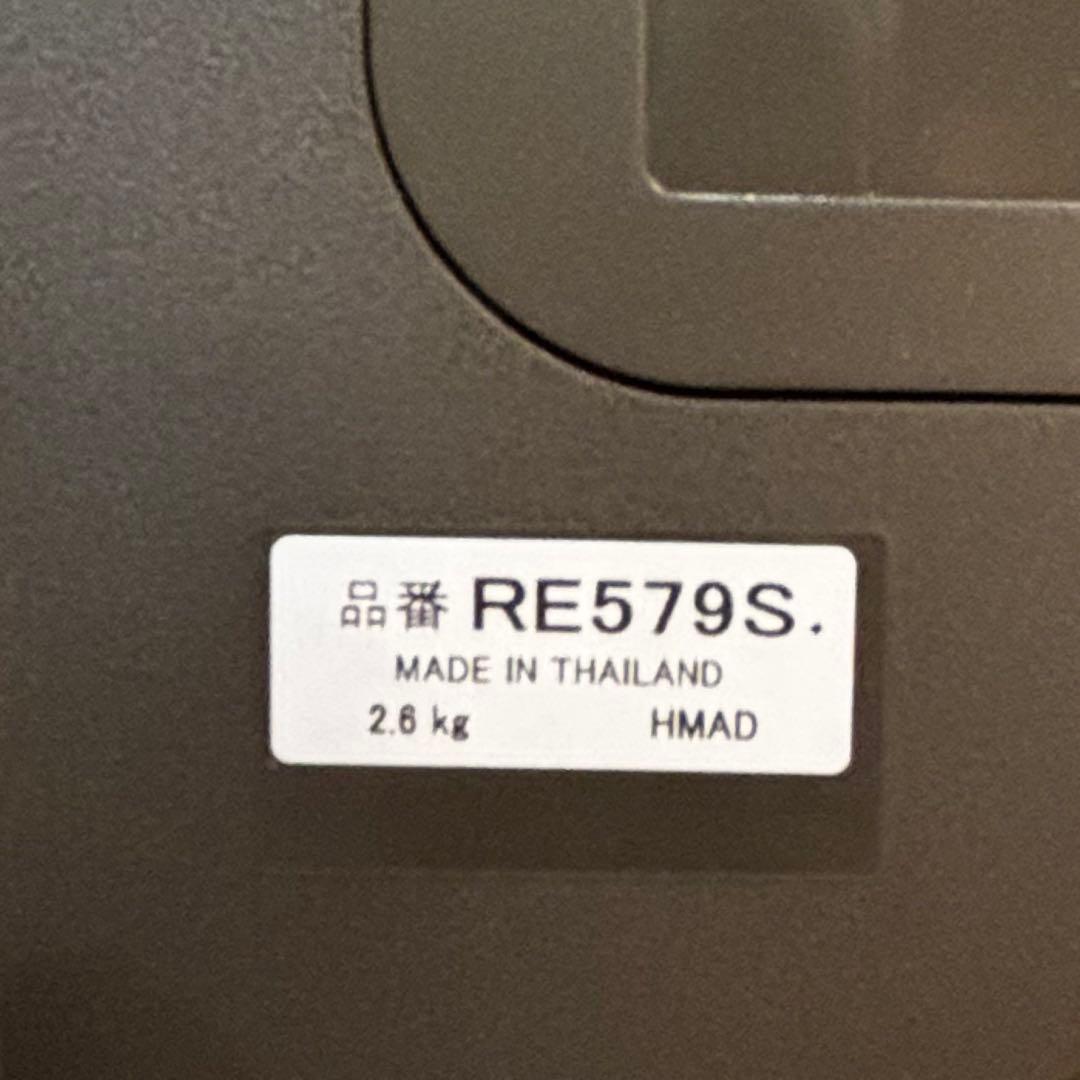 品番 RE579S.
MADE IN THAILAND
2.6 kg HMAD